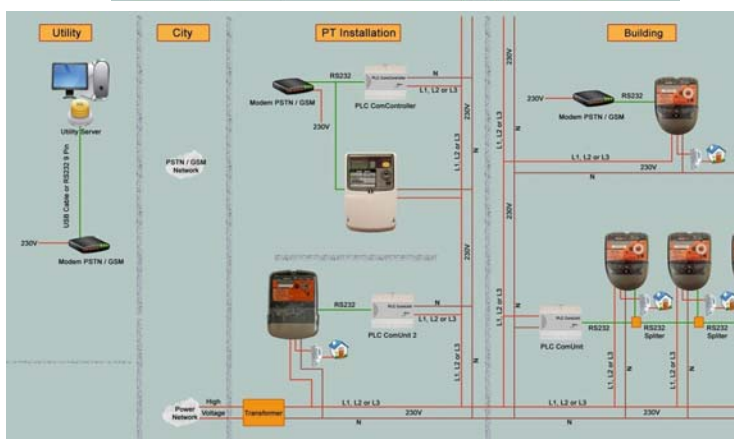 Utility
City
PT Installation
Building
Utility Server
USB Cable or RS232 9 Pin
230V
Modem PSTN / GSM
PSTN / GSM
Network
Power
Network
High
Voltage
Transformer
RS232
Modem PSTN / GSM
230V
PLC ComController
N
L1, L2 or L3
230V
L1, L2 or L3
N
RS232
PLC ComUnit 2
N
L1, L2 or L3
230V
L1, L2 or L3
N
L1, L2 or L3
230V
N
230V
N
L1, L2 or L3
230V
RS232
Modem PSTN / GSM
L1, L2 or L3
230V
N
PLC ComUnit
RS232
RS232
Spliter
RS232
Spliter
L1, L2 or L3
N
L1, L2 or L3
N